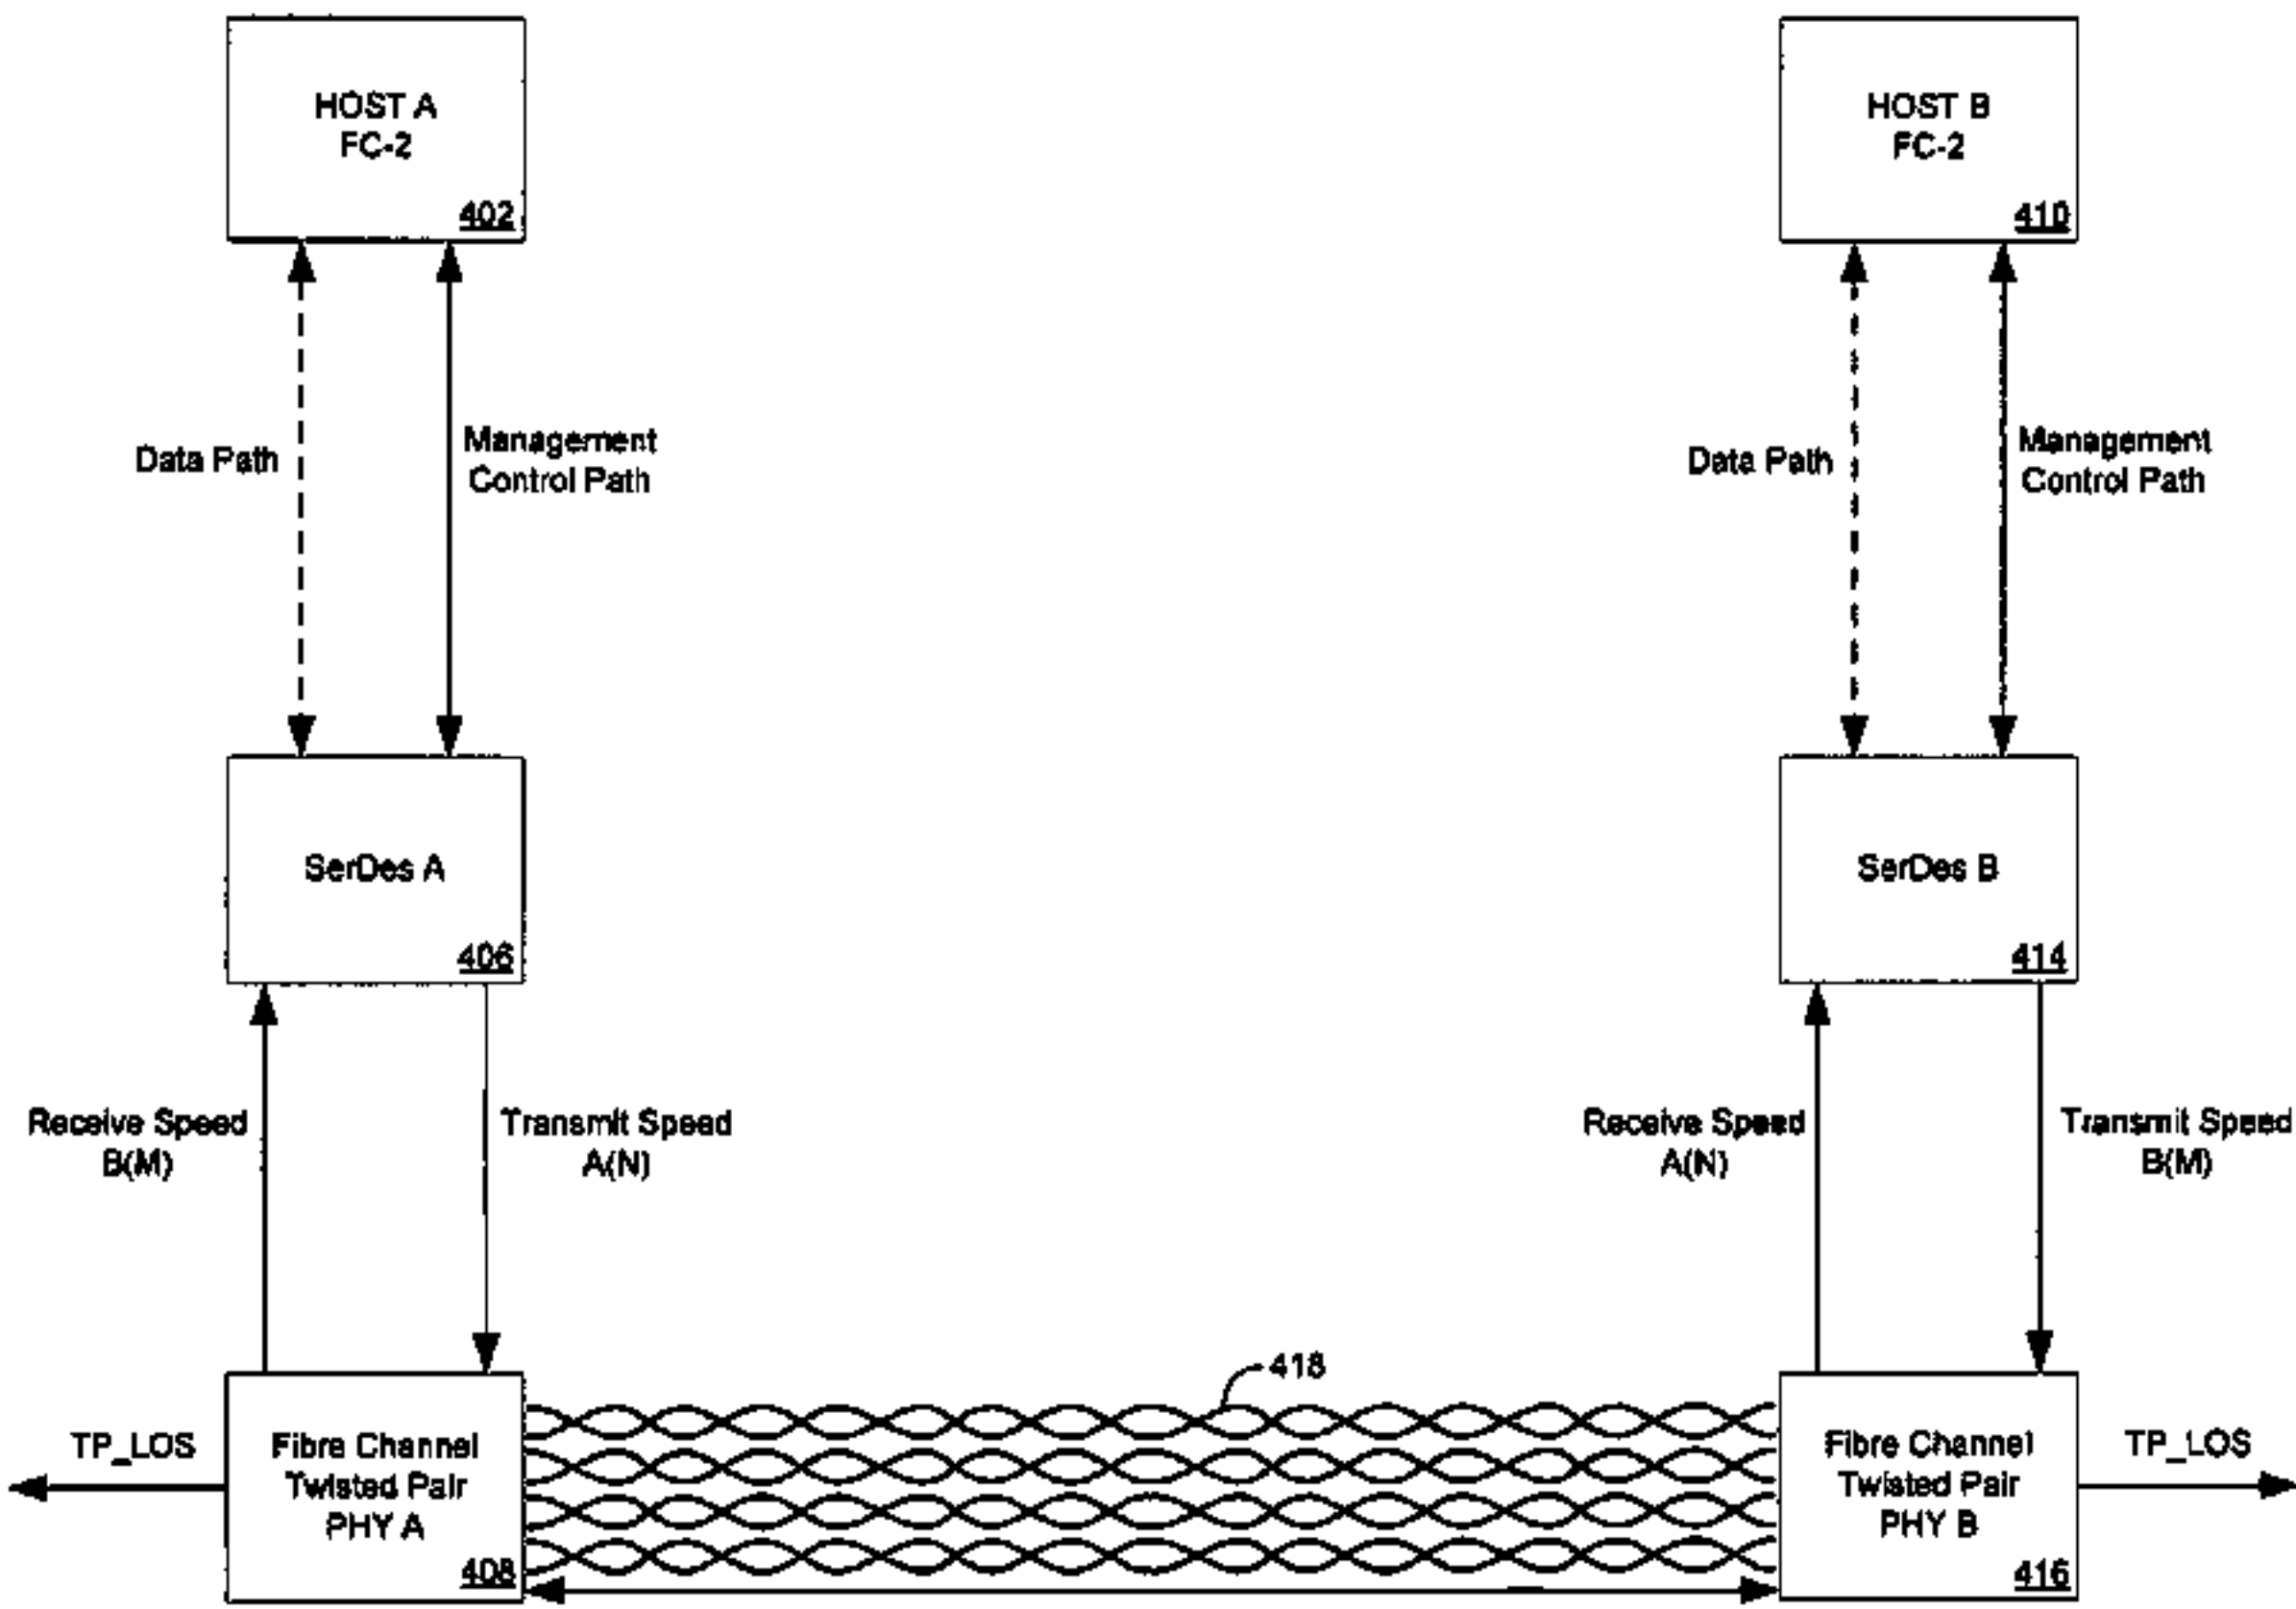 HOST A
FC-2
402
HOST B
FC-2
410
Data Path
Management
Control Path
Data Path
Management
Control Path
SerDes A
406
SerDes B
414
Receive Speed
B(M)
Transmit Speed
A(N)
Receive Speed
A(N)
Transmit Speed
B(M)
418
TP_LOS
Fibre Channel
Twisted Pair
PHY A
408
Fibre Channel
Twisted Pair
PHY B
416
TP_LOS